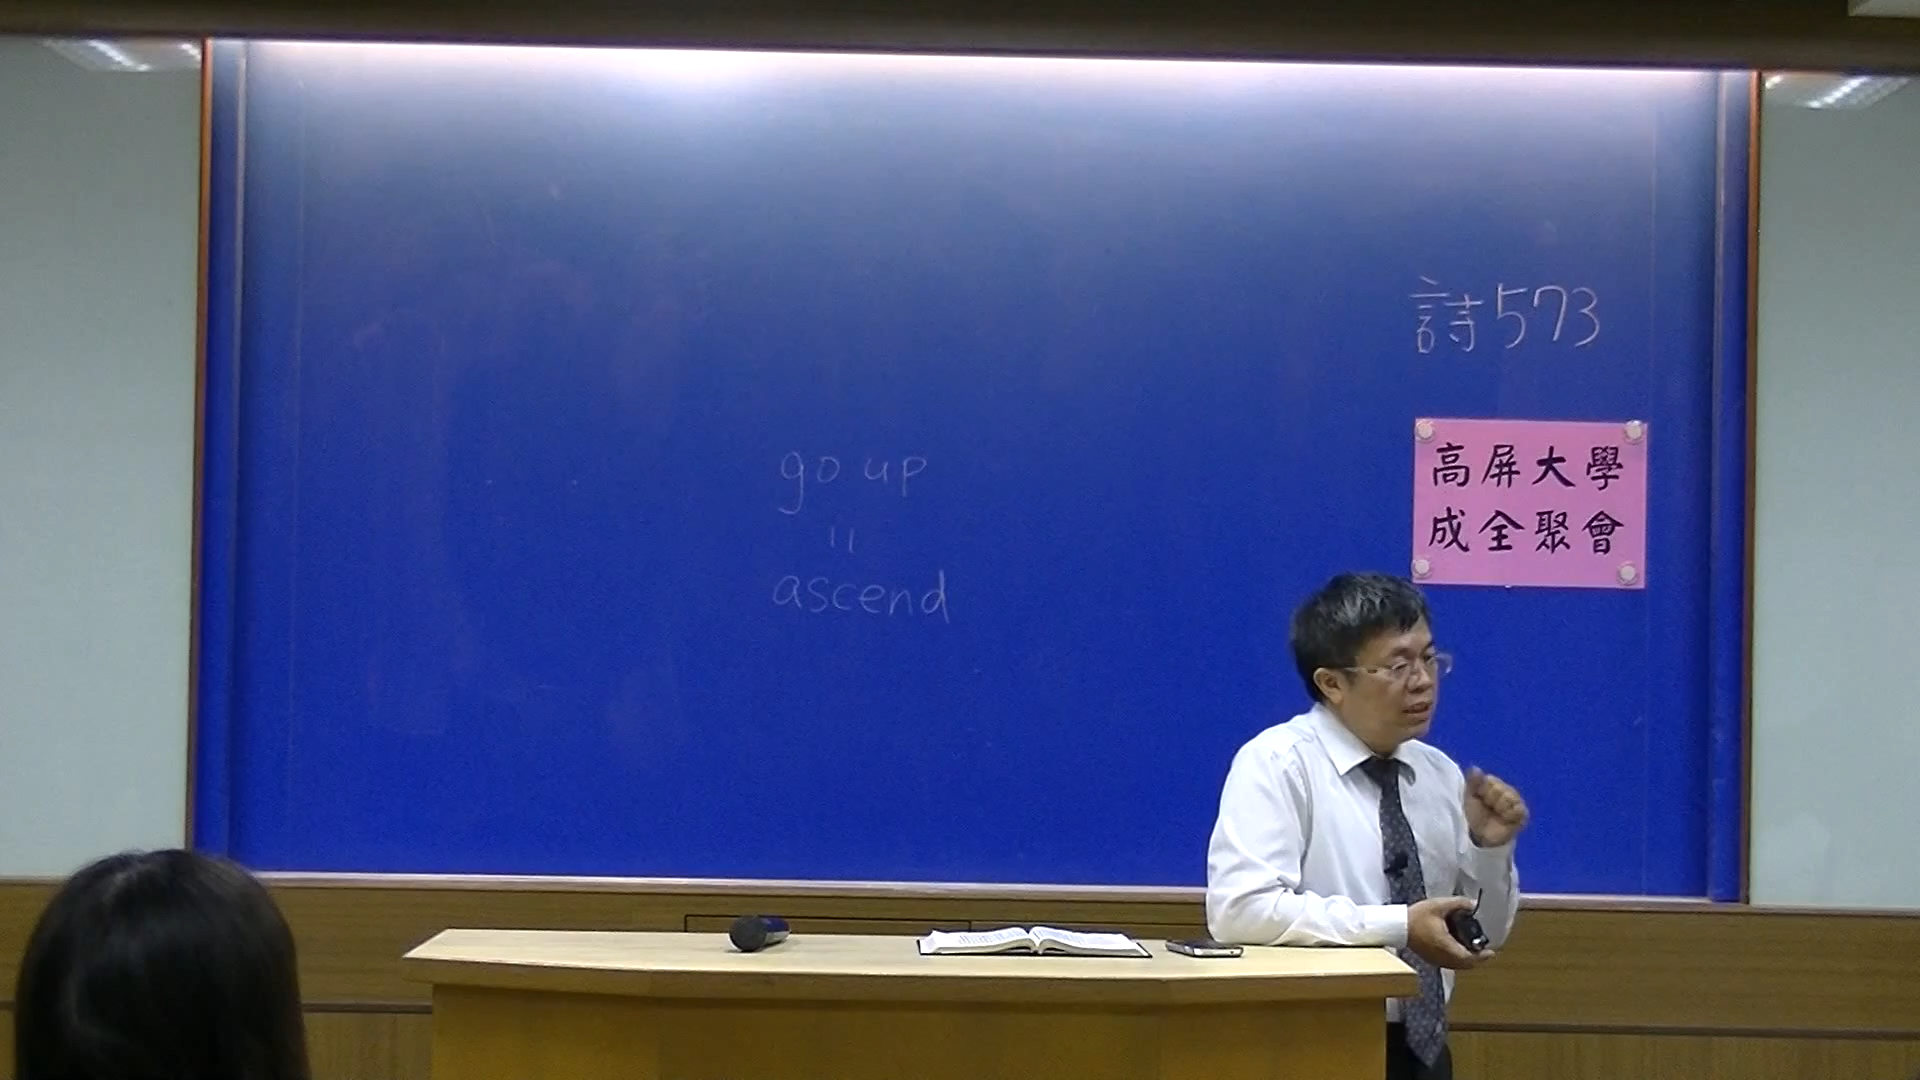 詩573
高屏大學
成全聚會
go up
=
ascend